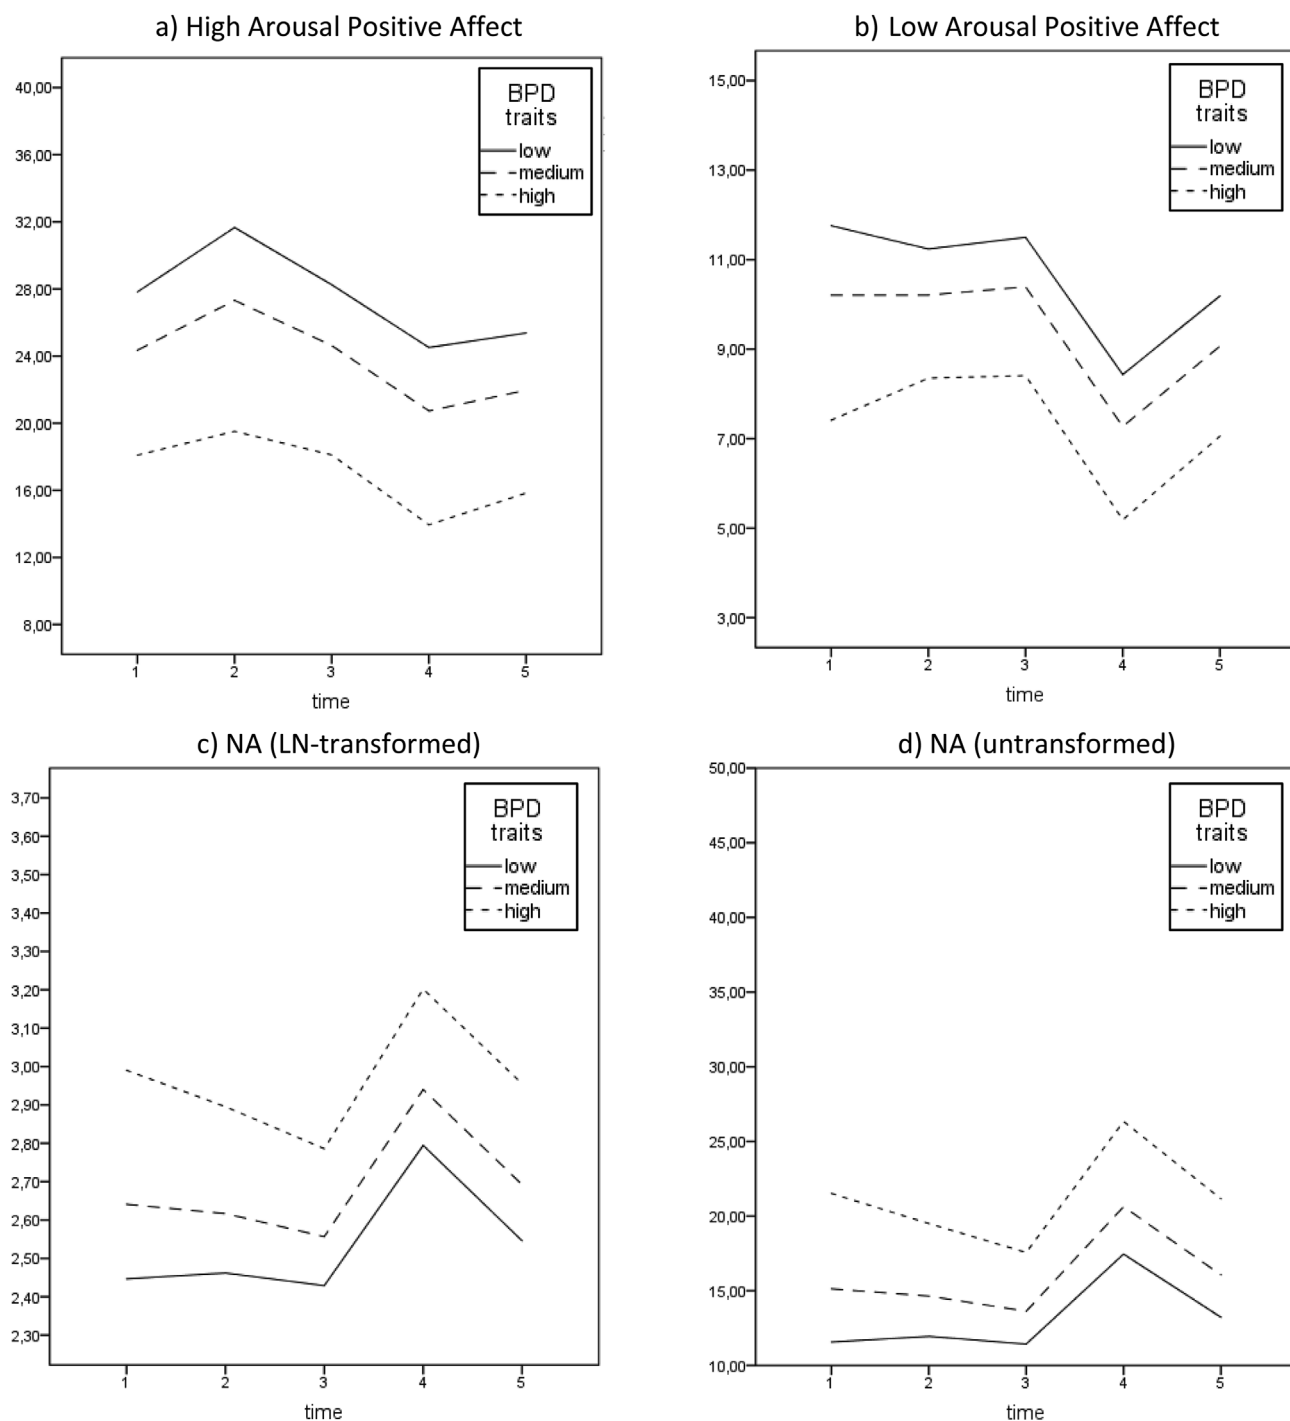 a) High Arousal Positive Affect
40,00
36,00
32,00
28,00
24,00
20,00
16,00
12,00
8,00
BPD
traits
low
medium
high
1 2 3 4 5
time
b) Low Arousal Positive Affect
15,00
13,00
11,00
9,00
7,00
5,00
3,00
BPD
traits
low
medium
high
1 2 3 4 5
time
c) NA (LN-transformed)
3,70
3,60
3,50
3,40
3,30
3,20
3,10
3,00
2,90
2,80
2,70
2,60
2,50
2,40
2,30
BPD
traits
low
medium
high
1 2 3 4 5
time
d) NA (untransformed)
50,00
45,00
40,00
35,00
30,00
25,00
20,00
15,00
10,00
BPD
traits
low
medium
high
1 2 3 4 5
time